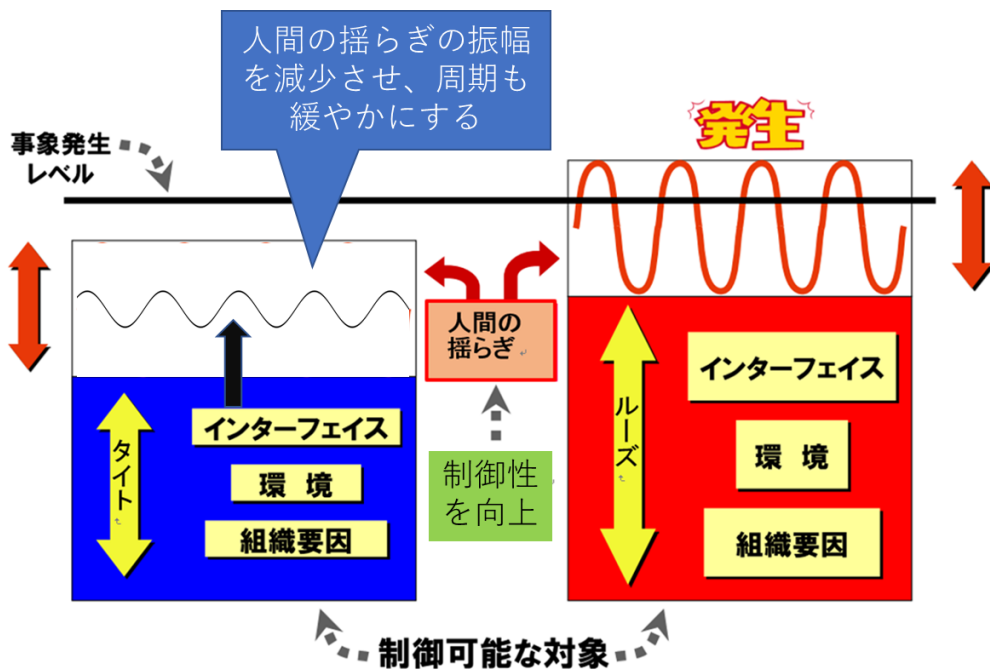 人間の揺らぎの振幅
を減少させ、周期も
緩やかにする
発生
事象発生
レベル
人間の
揺らぎ
インターフェイス
環 境
組織要因
タイト
制御性
を向上
ルーズ
インターフェイス
環 境
組織要因
制御可能な対象